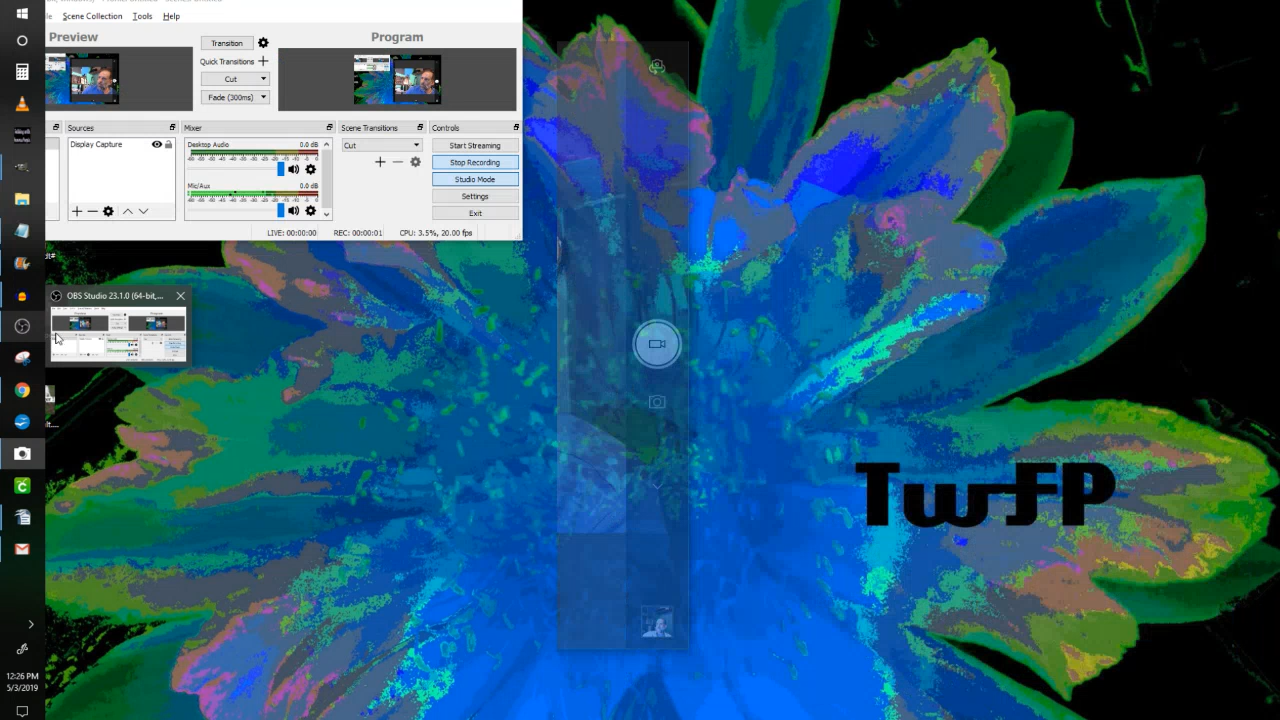 Scene Collection Tools Help
Preview
Transition
Program
Quick Transitions
Cut
Fade (300ms)
Sources
Mixer
Scene Transitions
Controls
Display Capture
Desktop Audio 0.0 dB
Cut
Start Streaming
Stop Recording
Mic/Aux 0.0 dB
Studio Mode
Settings
Exit
LIVE: 00:00:00
REC: 00:00:01
CPU: 3.5%, 20.00 fps
OBS Studio 23.1.0 (64-bit,...
TwFP
12:26 PM
5/3/2019